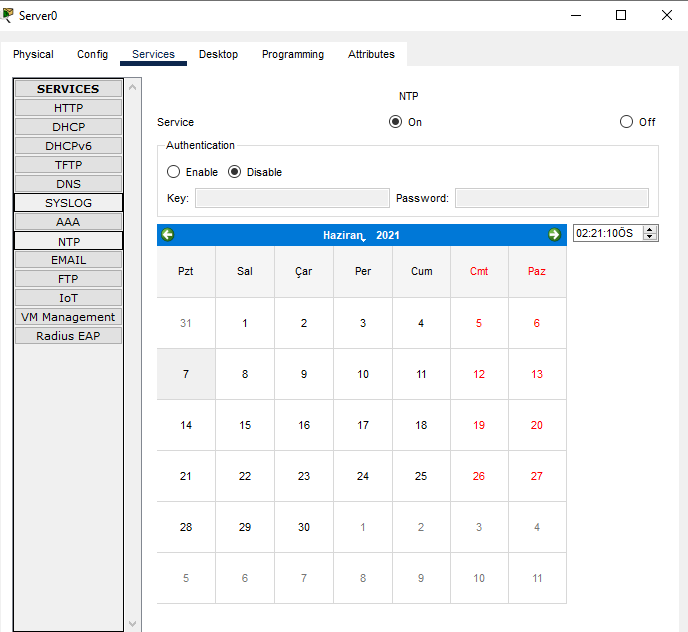 Server0
Physical Config Services Desktop Programming Attributes
SERVICES
HTTP
DHCP
DHCPv6
TFTP
DNS
SYSLOG
AAA
NTP
EMAIL
FTP
IoT
VM Management
Radius EAP
NTP
Service On Off
Authentication
Enable Disable
Key: Password:
Haziran 2021 02:21:10ÖS
Pzt Sal Çar Per Cum Cmt Paz
31 1 2 3 4 5 6
7 8 9 10 11 12 13
14 15 16 17 18 19 20
21 22 23 24 25 26 27
28 29 30 1 2 3 4
5 6 7 8 9 10 11